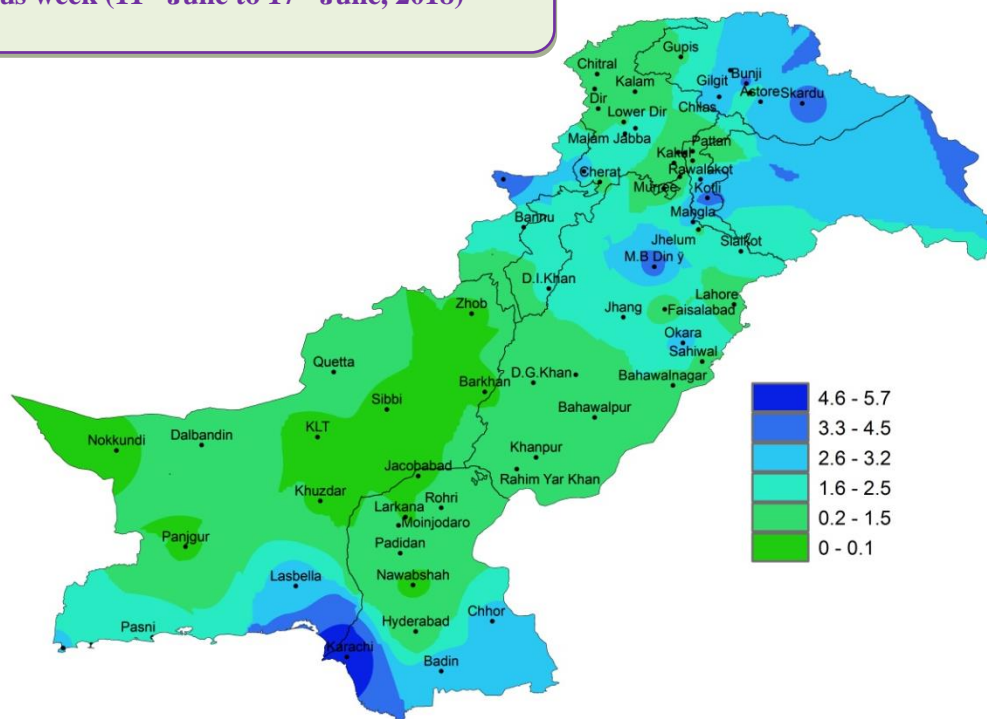 us week (11 June to 17 June, 2018)
Gupis
Chitral
Kalam
Gilgit
Bunji
Dir
Astore
Skardu
Chilas
Lower Dir
Malam Jabba
Pattan
Cherat
Rawalakot
Murree
Kotli
Bannu
Mangla
Jhelum
Sialkot
M.B Din ÿ
D.I.Khan
Zhob
Lahore
Jhang
Faisalabad
Okara
Sahiwal
Quetta
D.G.Khan
Bahawalnagar
Barkhan
Sibbi
Bahawalpur
KLT
Nokkundi
Dalbandin
Khanpur
Jacobabad
Rahim Yar Khan
Khuzdar
Rohri
Larkana
Moinjodaro
Panjgur
Padidan
Lasbella
Nawabshah
Chhor
Pasni
Hyderabad
Karachi
Badin
4.6 - 5.7
3.3 - 4.5
2.6 - 3.2
1.6 - 2.5
0.2 - 1.5
0 - 0.1